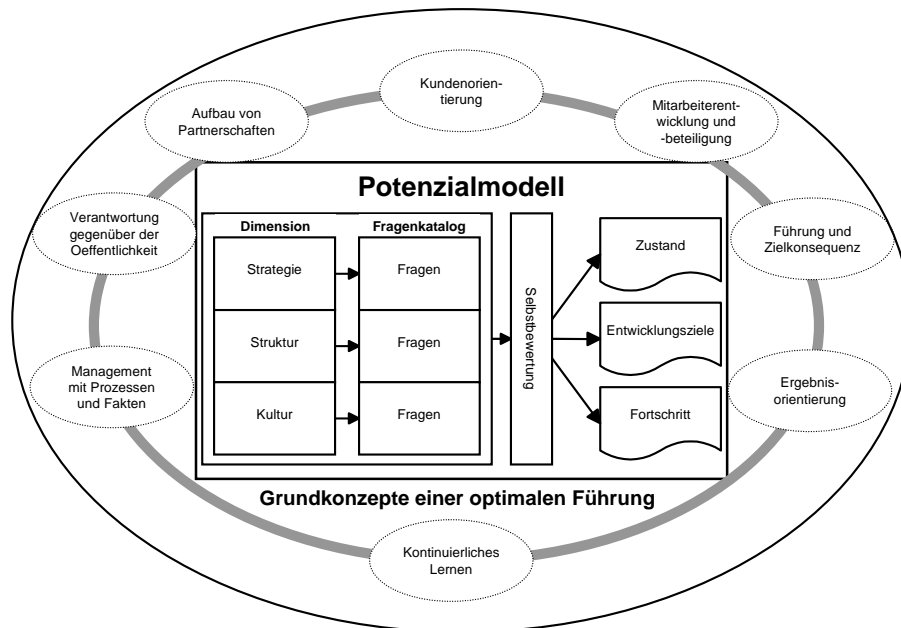 Kundenorien-
tierung
Aufbau von
Partnerschaften
Mitarbeiterent-
wicklung und
-beteiligung
Potenzialmodell
Verantwortung
gegenüber der
Oeffentlichkeit
Führung und
Zielkonsequenz
Dimension
Fragenkatalog
Strategie
Fragen
Struktur
Fragen
Kultur
Fragen
Selbstbewertung
Zustand
Entwicklungsziele
Fortschritt
Management
mit Prozessen
und Fakten
Ergebnis-
orientierung
Grundkonzepte einer optimalen Führung
Kontinuierliches
Lernen